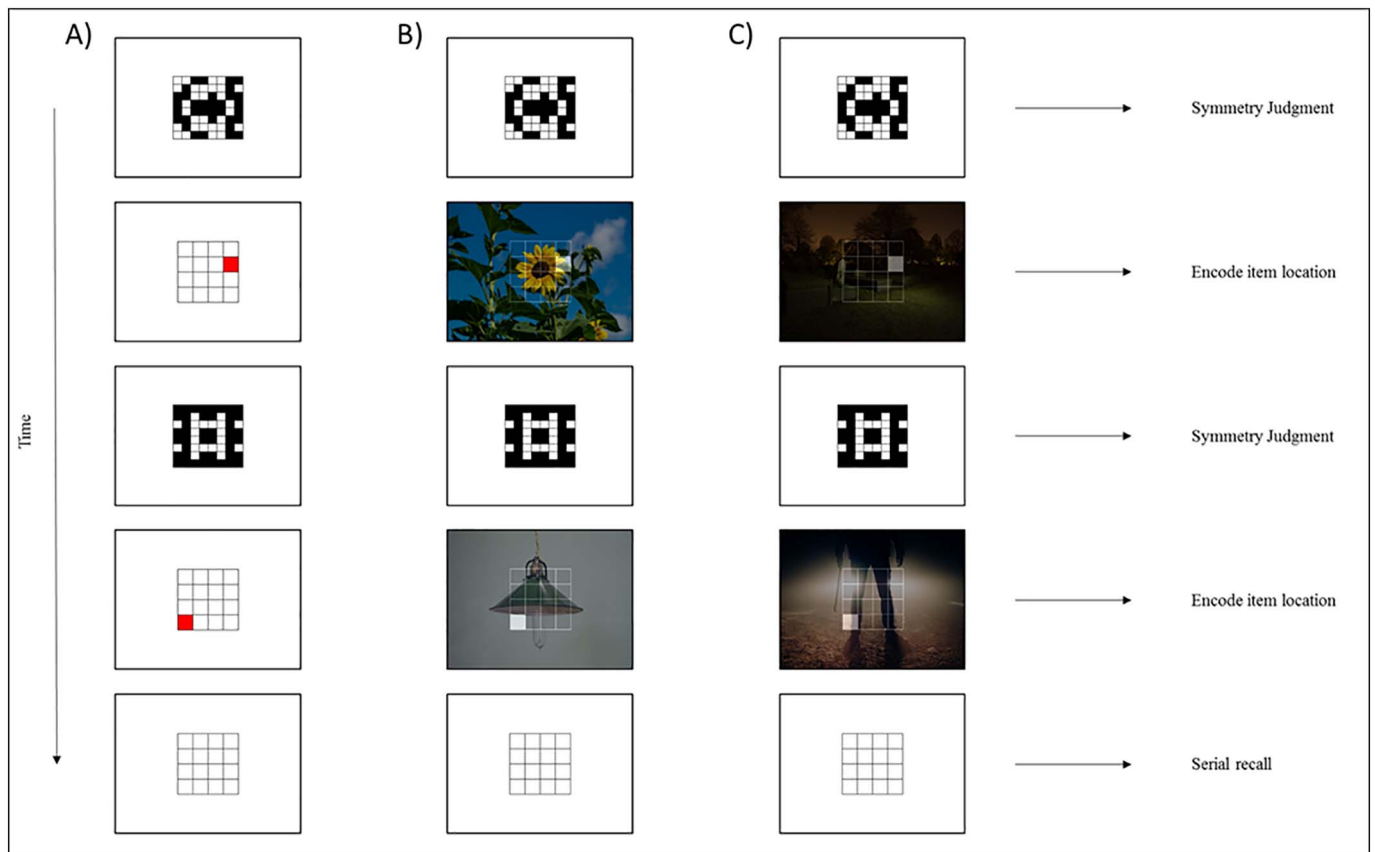 A)
B)
C)
Symmetry Judgment
Encode item location
Time
Symmetry Judgment
Encode item location
Serial recall